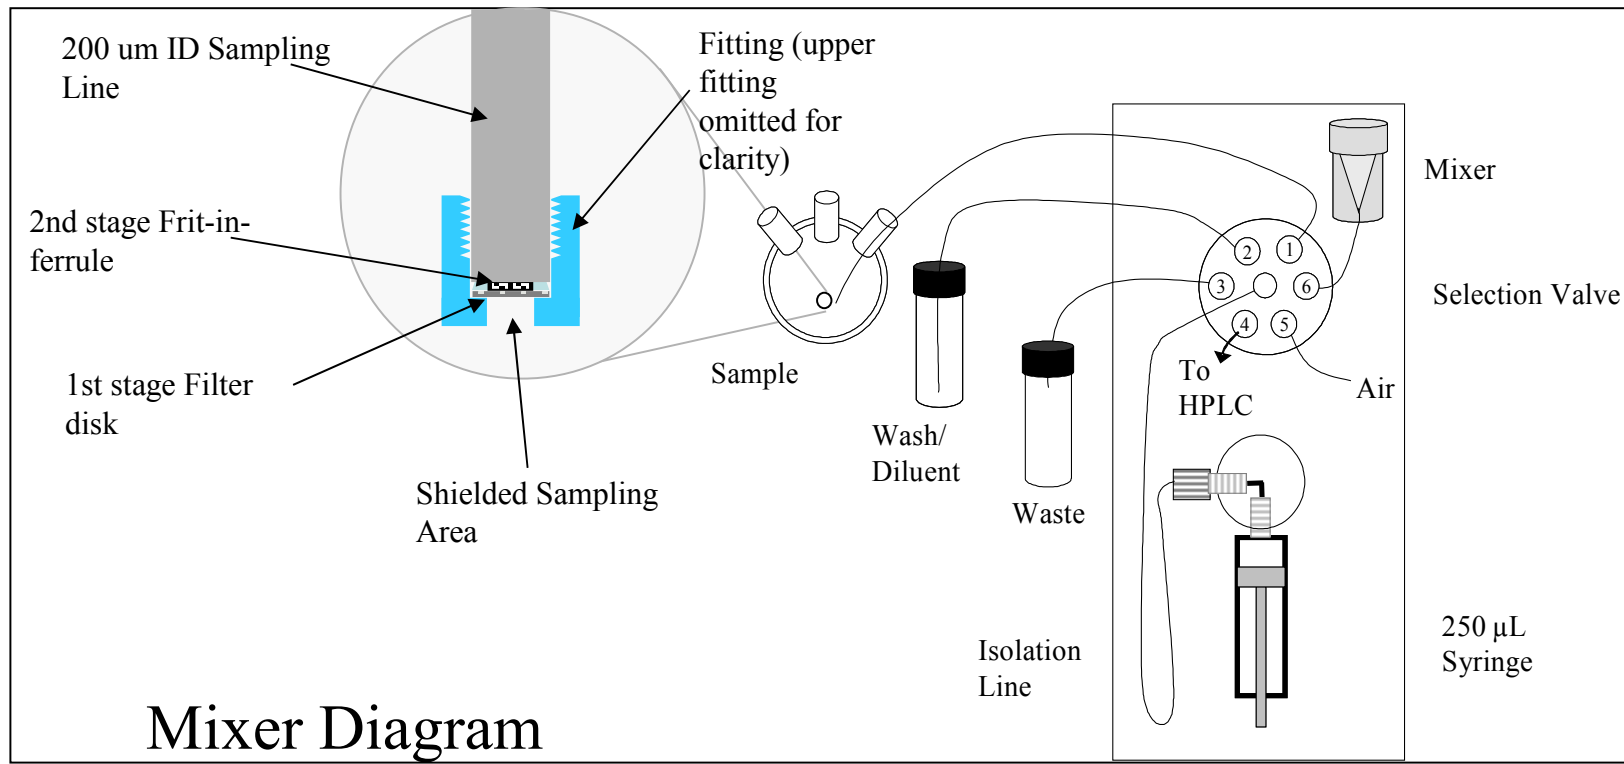 200 um ID Sampling
Line
Fitting (upper
fitting
omitted for
clarity)
2nd stage Frit-in-
ferrule
1st stage Filter
disk
Shielded Sampling
Area
Sample
Wash/
Diluent
Waste
Mixer
Selection Valve
2
1
3
6
4
5
To
HPLC
Air
Isolation
Line
250 µL
Syringe
Mixer Diagram